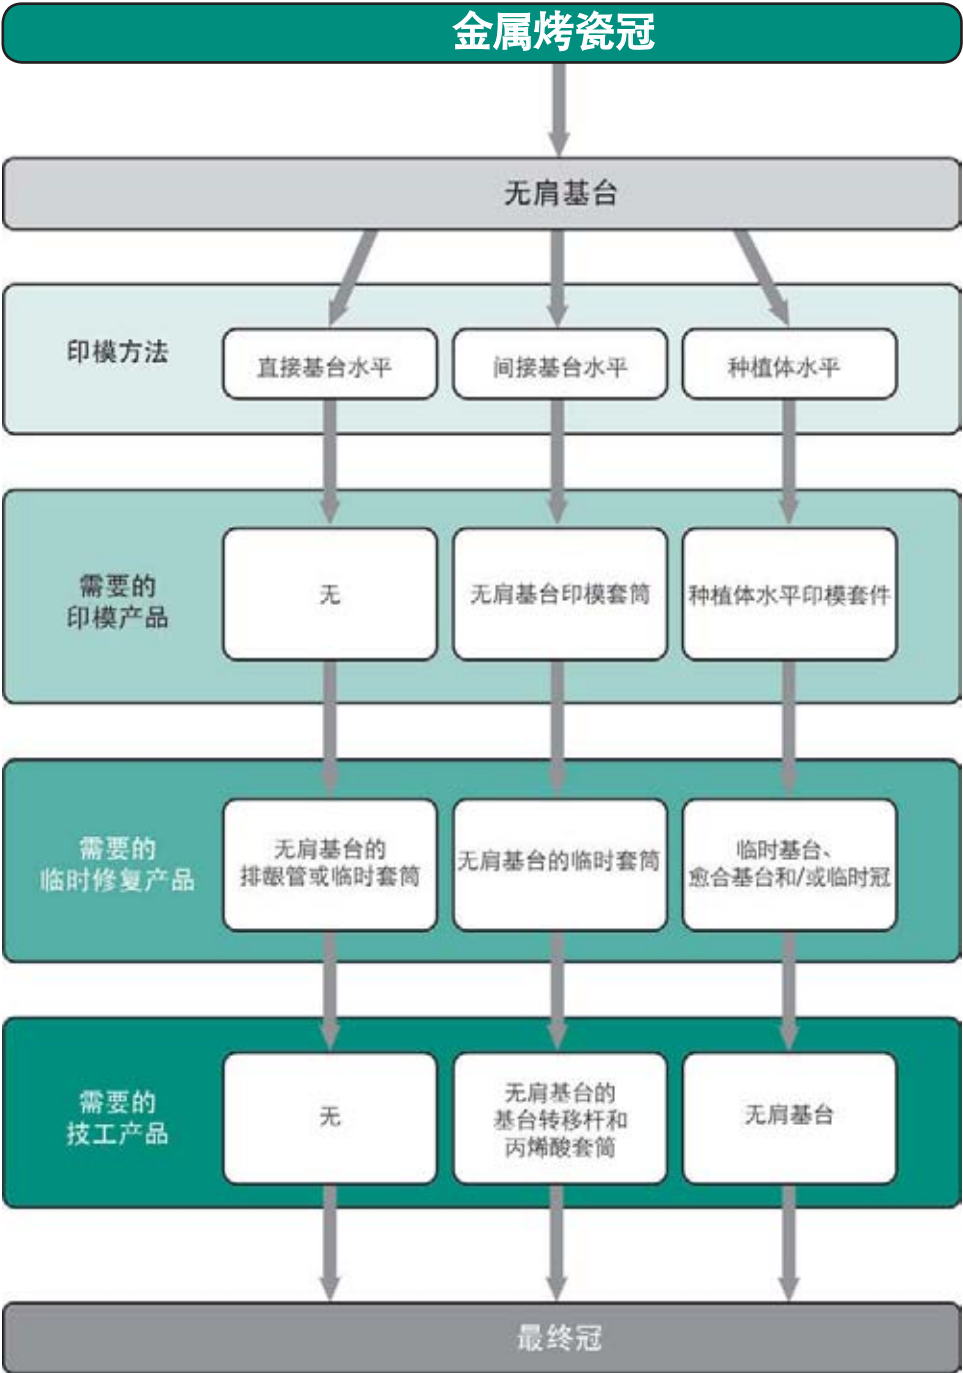 金属烤瓷冠
无肩基台
印模方法
直接基台水平
间接基台水平
种植体水平
需要的
印模产品
无
无肩基台印模套筒
种植体水平印模套件
需要的
临时修复产品
无肩基台的
排龈管或临时套筒
无肩基台的临时套筒
临时基台、
愈合基台和/或临时冠
需要的
技工产品
无
无肩基台的
基台转移杆和
丙烯酸套筒
无肩基台
最终冠